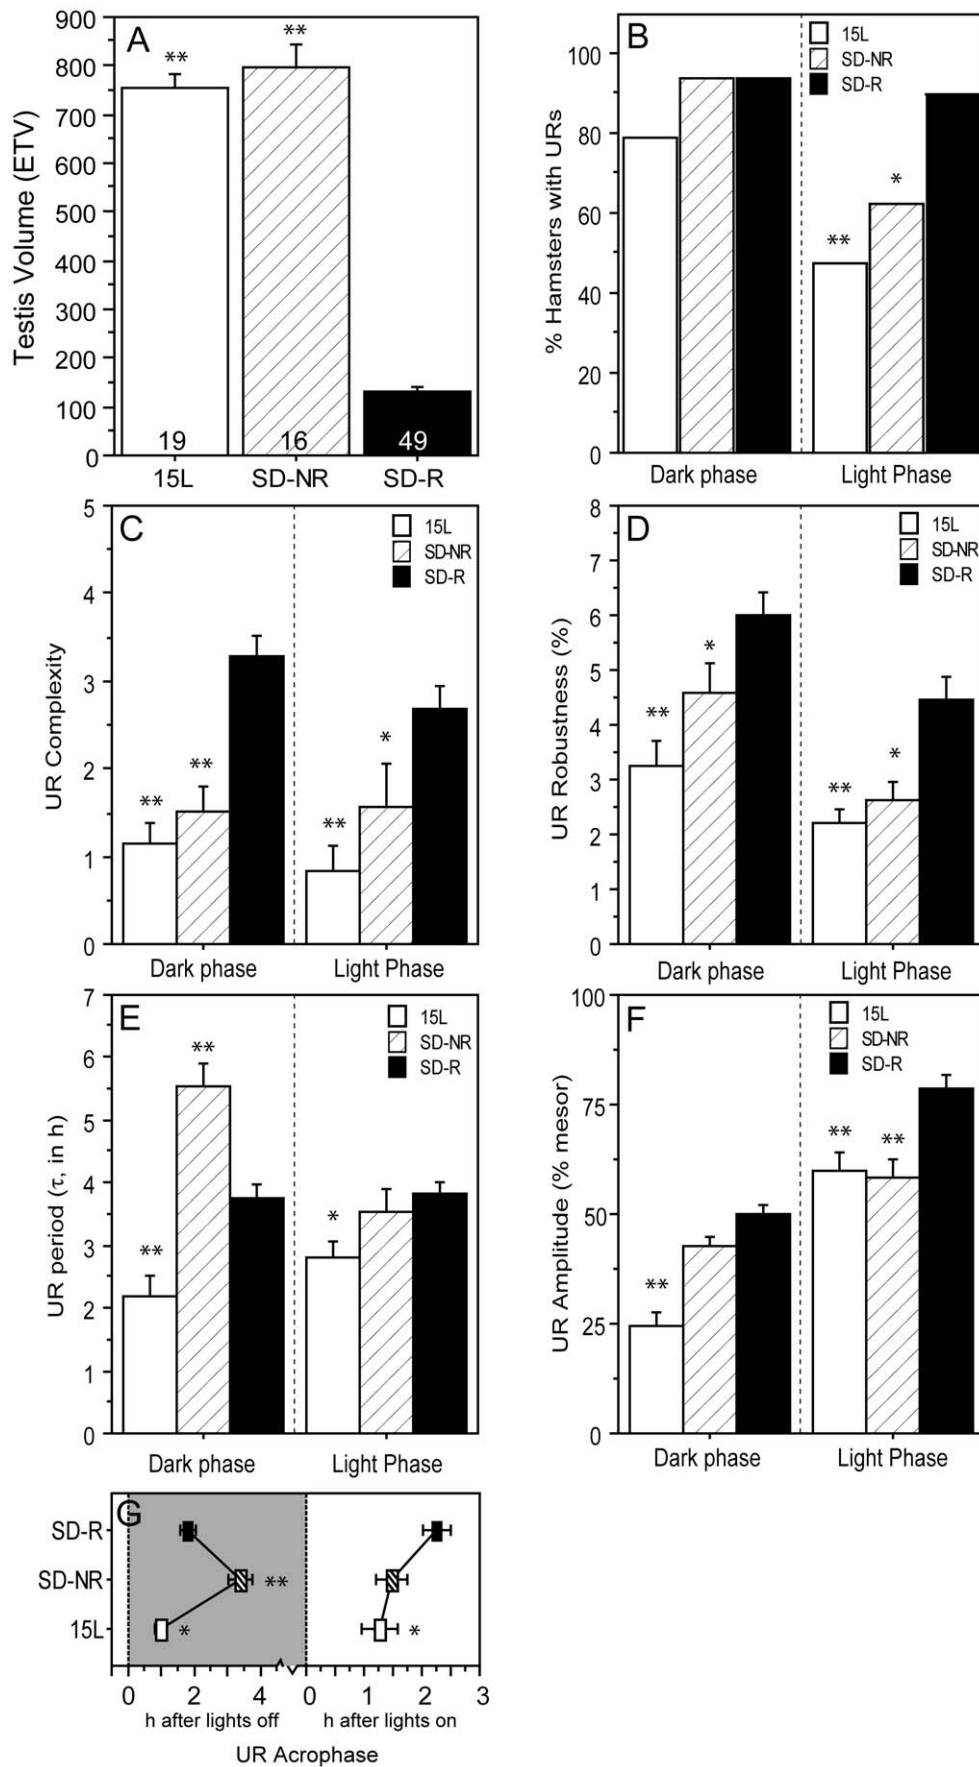 A
Testis Volume (ETV)
900
800
700
600
500
400
300
200
100
0
**
**
19
16
49
15L
SD-NR
SD-R
B
% Hamsters with URs
100
80
60
40
20
0
15L
SD-NR
SD-R
**
*
Dark phase
Light Phase
C
UR Complexity
5
4
3
2
1
0
15L
SD-NR
SD-R
**
**
**
*
Dark phase
Light Phase
D
UR Robustness (%)
8
7
6
5
4
3
2
1
0
15L
SD-NR
SD-R
**
*
**
*
Dark phase
Light Phase
E
UR period (τ, in h)
7
6
5
4
3
2
1
0
15L
SD-NR
SD-R
**
**
*
Dark phase
Light Phase
F
UR Amplitude (% mesor)
100
75
50
25
0
15L
SD-NR
SD-R
**
**
**
Dark phase
Light Phase
G
SD-R
SD-NR **
15L * *
0 2 4 0 1 2 3
h after lights off h after lights on
UR Acrophase